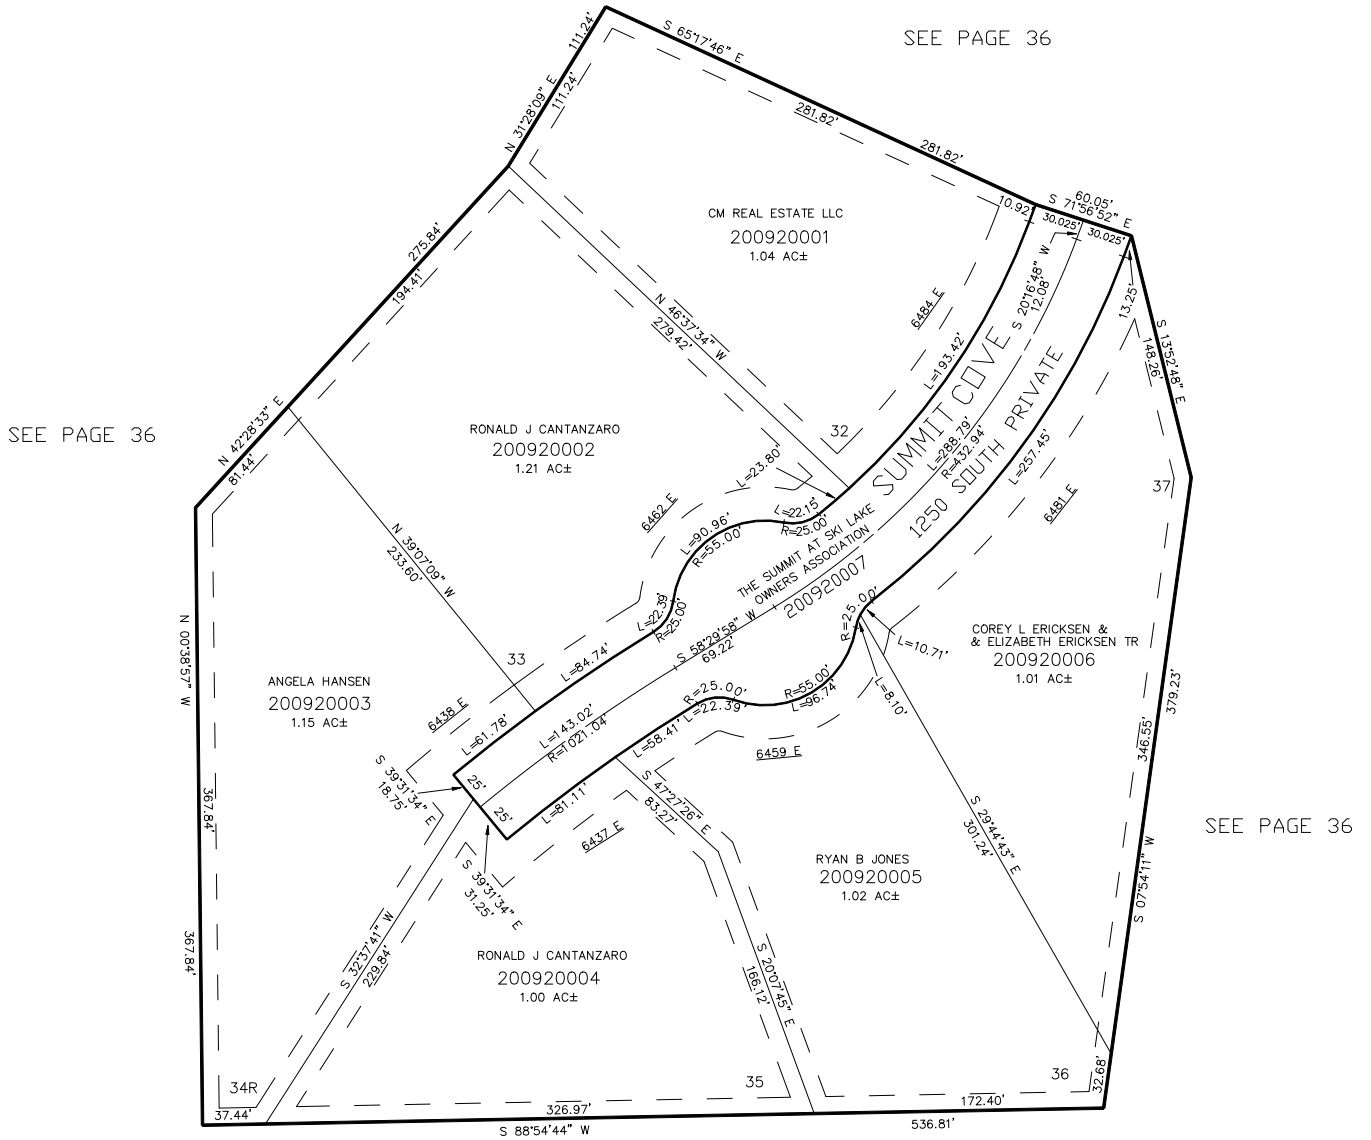 SEE PAGE 36
111.24'
N 31°28'09" E
111.24'
S 65°17'46" E
281.82'
281.82'
60.05'
S 71°56'52" E
30.025'
30.025'
10.92'
CM REAL ESTATE LLC
200920001
1.04 AC±
S 20°16'48" W
12.08'
13.25'
S 13°52'48" E
148.26'
275.84'
194.41'
N 46°37'34" W
279.42'
6484 E
L=193.42'
SUMMIT COVE
1250 SOUTH PRIVATE
L=288.79'
R=432.94'
L=257.45'
6481 E
SEE PAGE 36
N 42°28'33" E
81.44'
RONALD J CANTANZARO
200920002
1.21 AC±
32
L=23.80'
37
6462 E
L=90.96'
R=55.00'
L=22.15'
R=25.00'
THE SUMMIT AT SKI LAKE
OWNERS ASSOCIATION
200920007
N 39°07'09" W
233.60'
L=22.39'
R=25.00'
R=25.00'
L=10.71'
COREY L ERICKSEN &
& ELIZABETH ERICKSEN TR
200920006
1.01 AC±
N 00°38'57" W
33
L=84.74'
S 58°29'58" W
69.22'
R=25.00'
L=22.39'
R=55.00'
L=96.74'
L=8.10'
379.23'
346.55'
ANGELA HANSEN
200920003
1.15 AC±
6438 E
L=61.78'
L=143.02'
R=1021.04'
L=58.41'
6459 E
S 39°31'34" E
18.75'
25'
25'
L=81.11'
S 47°27'26" E
83.27'
6437 E
S 29°44'43" E
301.24'
SEE PAGE 36
367.84'
S 39°31'34" E
31.25'
RYAN B JONES
200920005
1.02 AC±
S 07°54'11" W
367.84'
S 32°37'41" W
229.84'
RONALD J CANTANZARO
200920004
1.00 AC±
S 20°07'45" E
166.12'
34R
35
36
32.68'
37.44'
326.97'
172.40'
S 88°54'44" W
536.81'